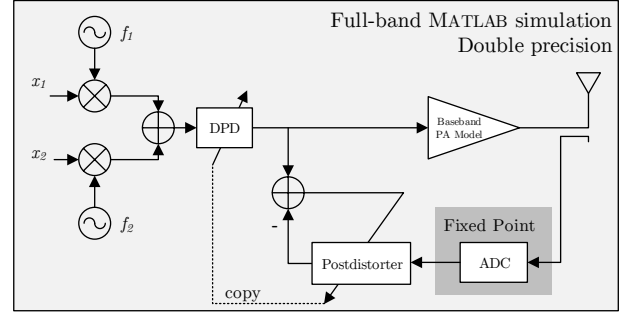 Full-band MATLAB simulation
Double precision
f1
x1
DPD
Baseband
PA Model
x2
f2
-
Fixed Point
Postdistorter
ADC
copy